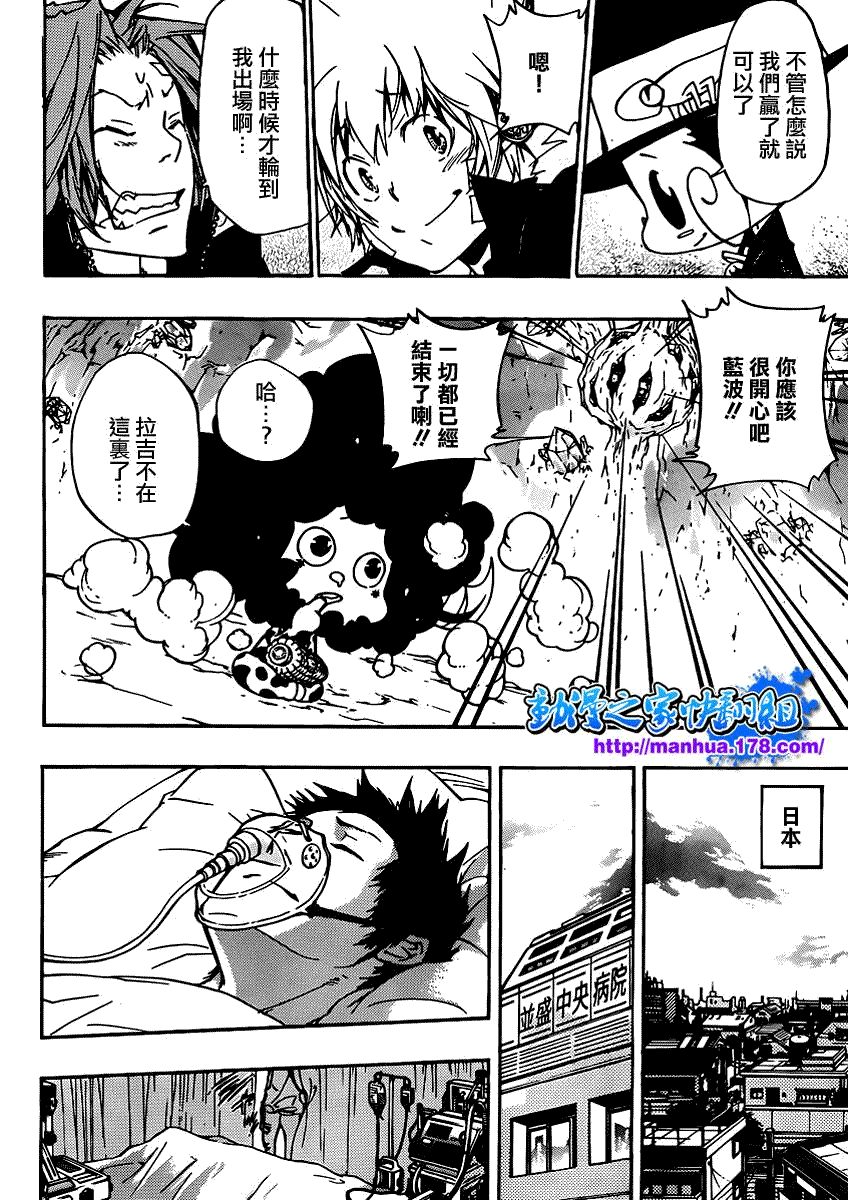 不管怎麼說
我們贏了就
可以了
嗯！
什麼時候才輪到
我出場啊…
你應該
很開心吧
藍波!!
一切都已經
結束了喇!!
哈…?
拉吉不在
這裏了…
動漫之家快翻組
http://manhua.178.com/
日本
並盛中央病院